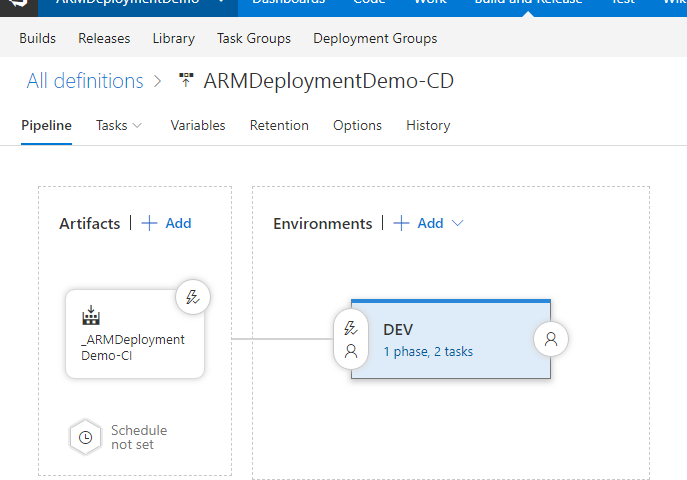 ARMDeploymentDemo Dashboards Code Work Build and Release Test Wiki
Builds Releases Library Task Groups Deployment Groups
All definitions > ARMDeploymentDemo-CD
Pipeline Tasks Variables Retention Options History
Artifacts | + Add
Environments | + Add
_ARMDeployment
Demo-CI
DEV
1 phase, 2 tasks
Schedule
not set